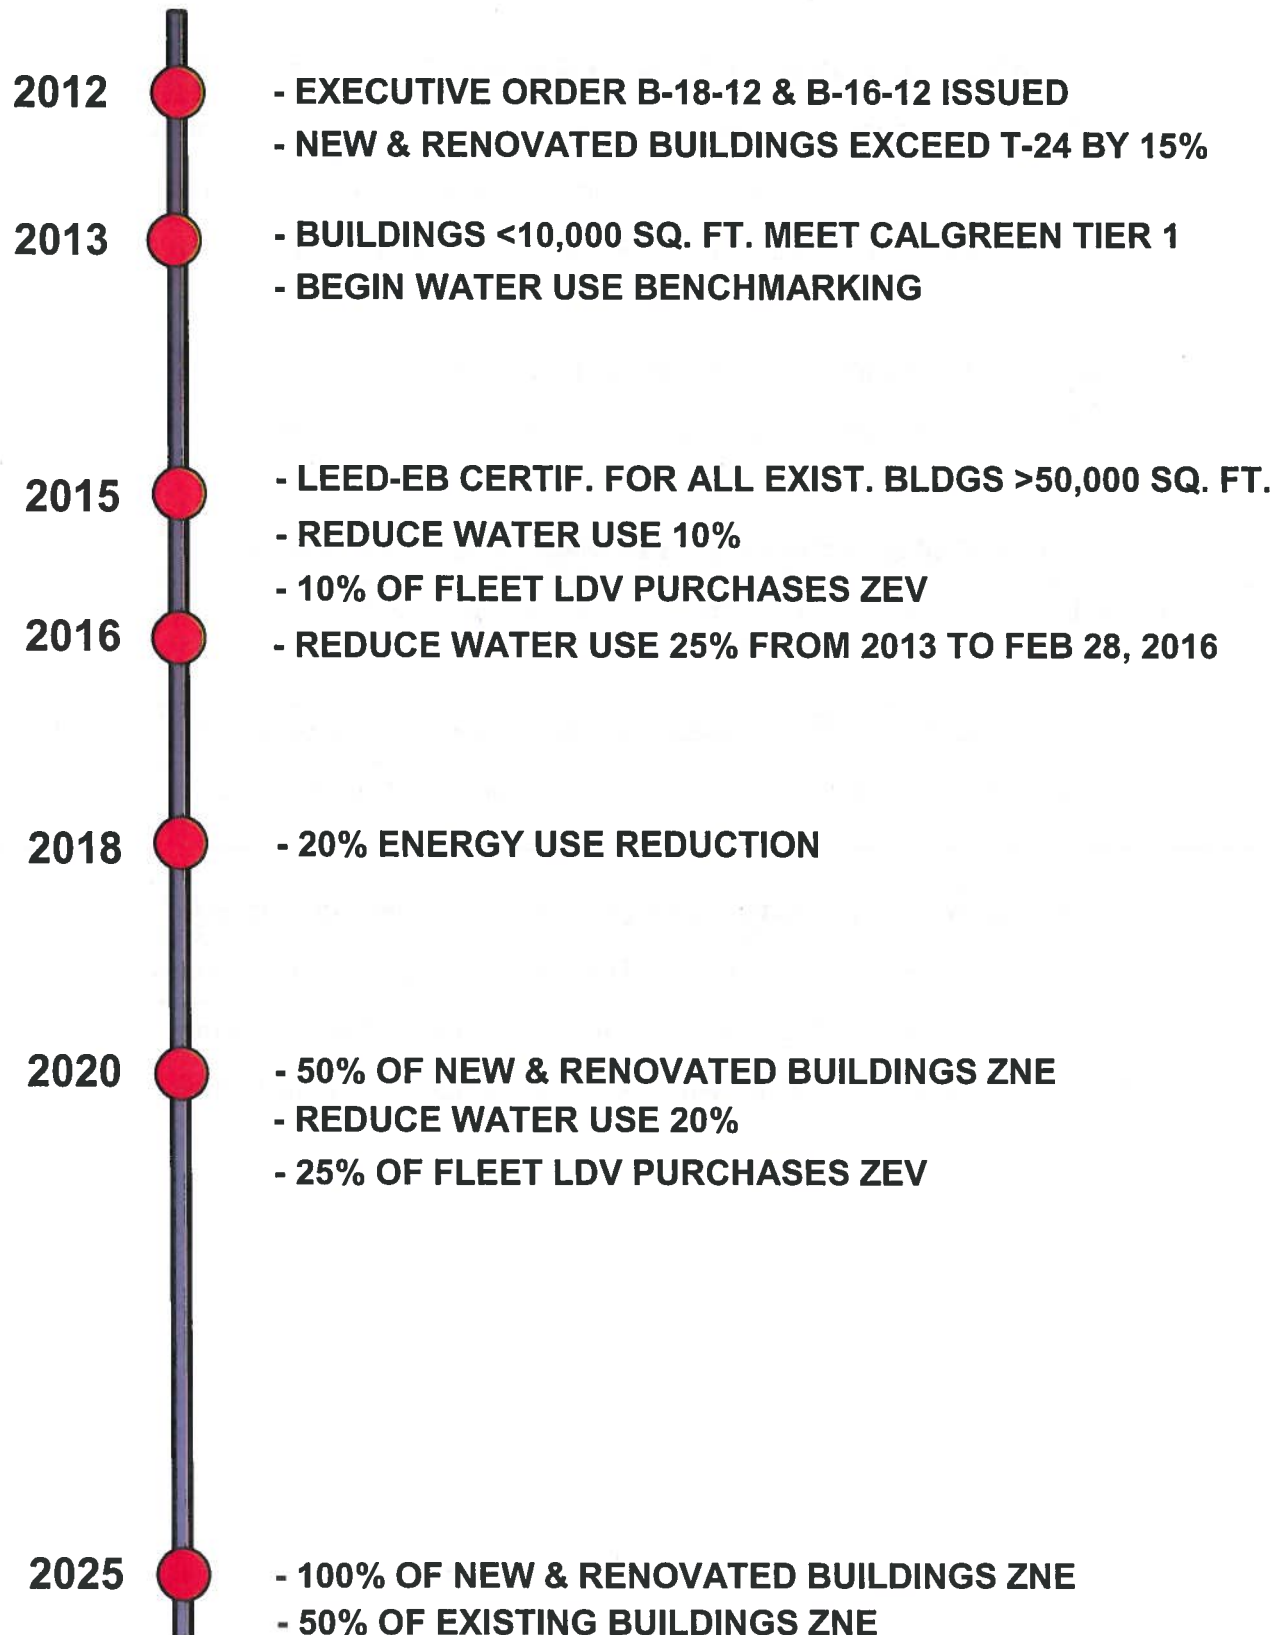 2012
- EXECUTIVE ORDER B-18-12 & B-16-12 ISSUED
- NEW & RENOVATED BUILDINGS EXCEED T-24 BY 15%
2013
- BUILDINGS <10,000 SQ. FT. MEET CALGREEN TIER 1
- BEGIN WATER USE BENCHMARKING
2015
- LEED-EB CERTIF. FOR ALL EXIST. BLDGS >50,000 SQ. FT.
- REDUCE WATER USE 10%
- 10% OF FLEET LDV PURCHASES ZEV
2016
- REDUCE WATER USE 25% FROM 2013 TO FEB 28, 2016
2018
- 20% ENERGY USE REDUCTION
2020
- 50% OF NEW & RENOVATED BUILDINGS ZNE
- REDUCE WATER USE 20%
- 25% OF FLEET LDV PURCHASES ZEV
2025
- 100% OF NEW & RENOVATED BUILDINGS ZNE
- 50% OF EXISTING BUILDINGS ZNE